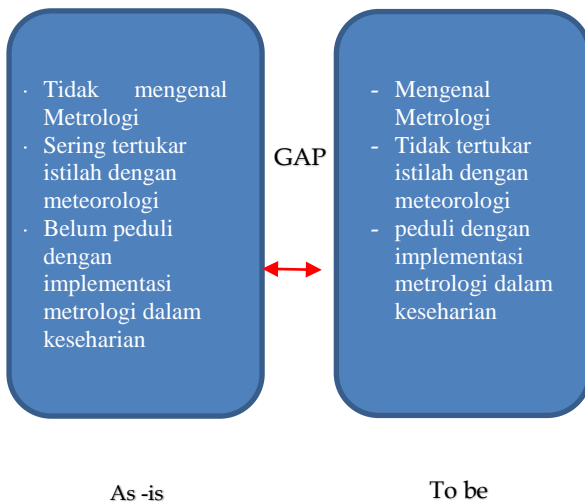 · Tidak mengenal
Metrologi
· Sering tertukar
istilah dengan
meteorologi
· Belum peduli
dengan
implementasi
metrologi dalam
keseharian
GAP
- Mengenal
Metrologi
- Tidak tertukar
istilah dengan
meteorologi
- peduli dengan
implementasi
metrologi dalam
keseharian
As -is
To be